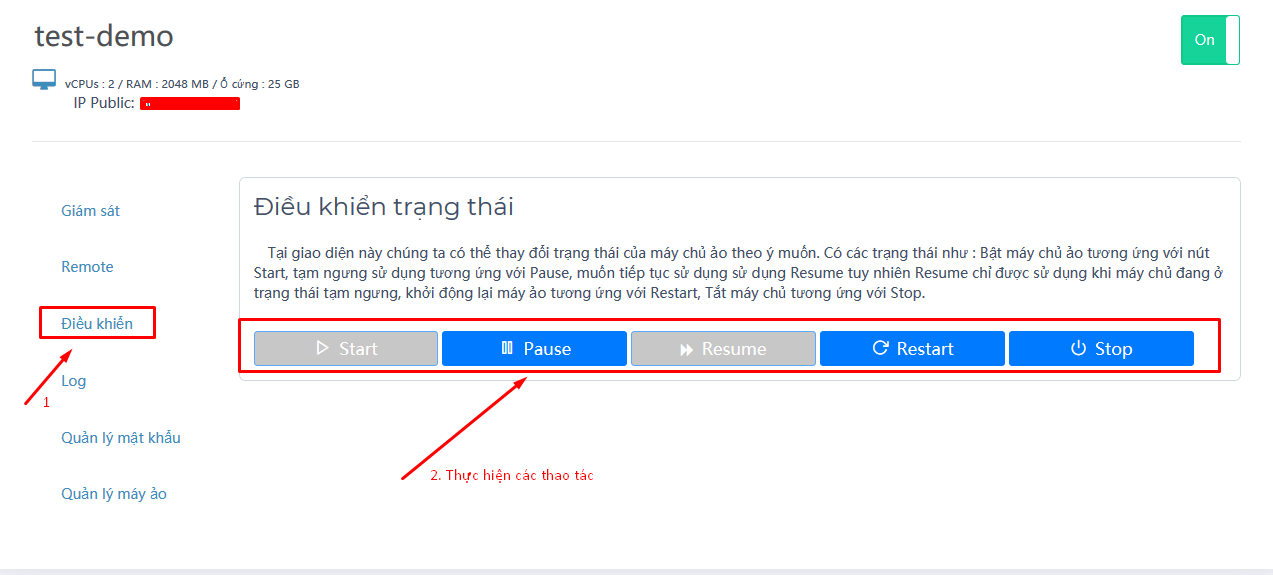 test-demo
On
vCPUs : 2 / RAM : 2048 MB / Ổ cứng : 25 GB
IP Public:
Giám sát
Remote
Điều khiển
1
Log
Quản lý mật khẩu
Quản lý máy ảo
Điều khiển trạng thái
Tại giao diện này chúng ta có thể thay đổi trạng thái của máy chủ ảo theo ý muốn. Có các trạng thái như : Bật máy chủ ảo tương ứng với nút
Start, tạm ngưng sử dụng tương ứng với Pause, muốn tiếp tục sử dụng sử dụng Resume tuy nhiên Resume chỉ được sử dụng khi máy chủ đang ở
trạng thái tạm ngưng, khởi động lại máy ảo tương ứng với Restart, Tắt máy chủ tương ứng với Stop.
Start Pause Resume Restart Stop
2. Thực hiện các thao tác